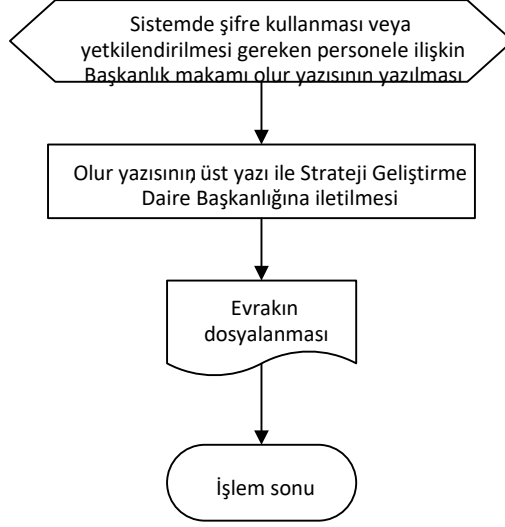 Sistemde şifre kullanması veya
yetkilendirilmesi gereken personele ilişkin
Başkanlık makamı olur yazısının yazılması
Olur yazısının, üst yazı ile Strateji Geliştirme
Daire Başkanlığına iletilmesi
Evrakın
dosyalanması
İşlem sonu